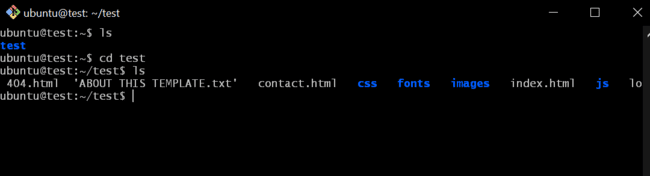 ubuntu@test: ~/test
ubuntu@test:~$ ls
test
ubuntu@test:~$ cd test
ubuntu@test:~/test$ ls
404.html 'ABOUT THIS TEMPLATE.txt' contact.html css fonts images index.html js lo
ubuntu@test:~/test$